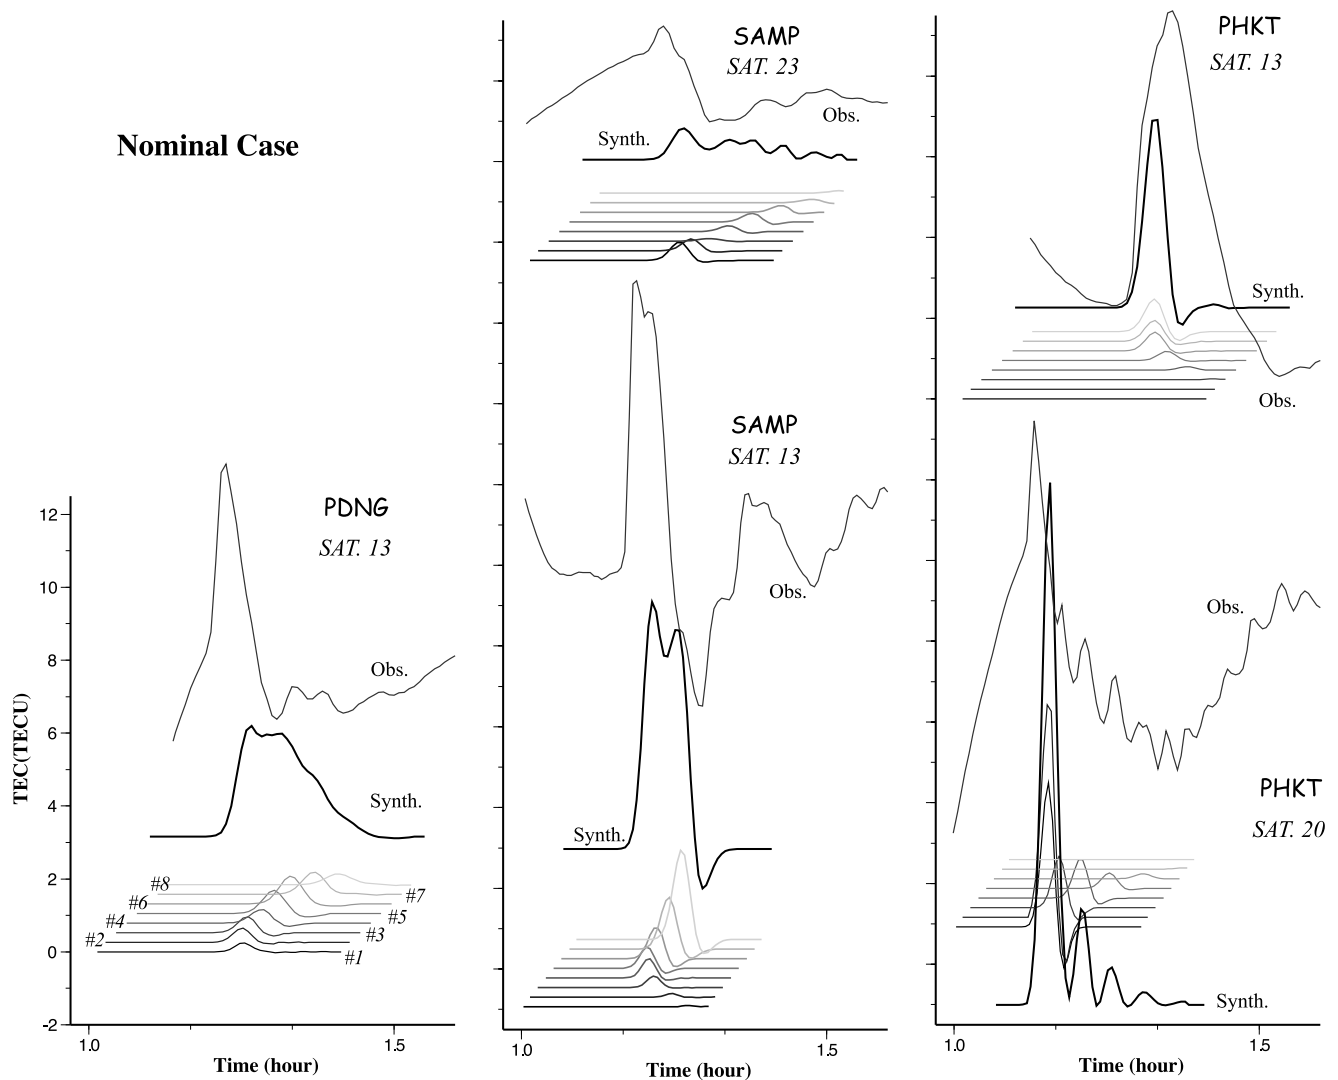 Nominal Case
SAMP
SAT. 23
Obs.
Synth.
PHKT
SAT. 13
Synth.
Obs.
SAMP
SAT. 13
Obs.
Synth.
PDNG
SAT. 13
Obs.
Synth.
#8
#7
#6
#5
#4
#3
#2
#1
12
10
8
6
4
2
0
-2
TEC(TECU)
1.0
1.5
Time (hour)
1.0
1.5
Time (hour)
Obs.
PHKT
SAT. 20
Synth.
1.0
1.5
Time (hour)